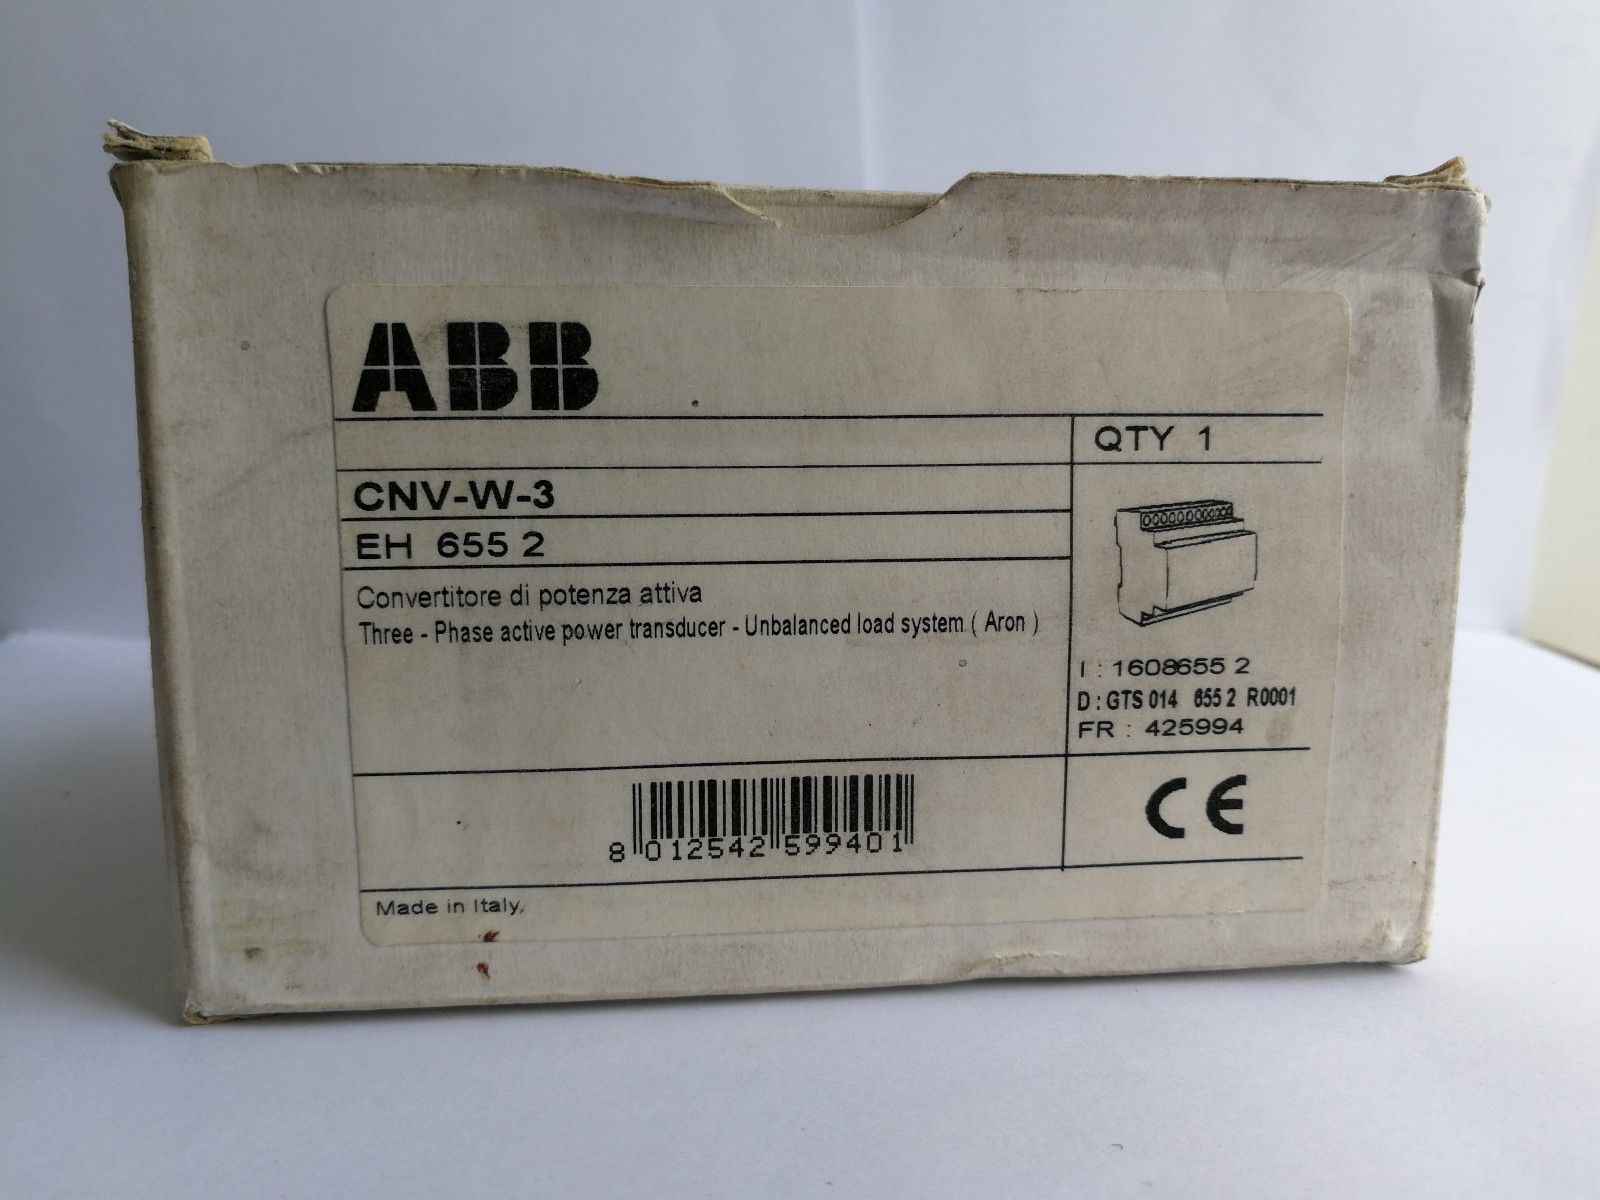 ABB
QTY 1
CNV-W-3
EH 655 2
Convertitore di potenza attiva
Three - Phase active power transducer - Unbalanced load system ( Aron )
I : 1608655 2
D : GTS 014 655 2 R0001
FR : 425994
8 012542 599401
CE
Made in Italy